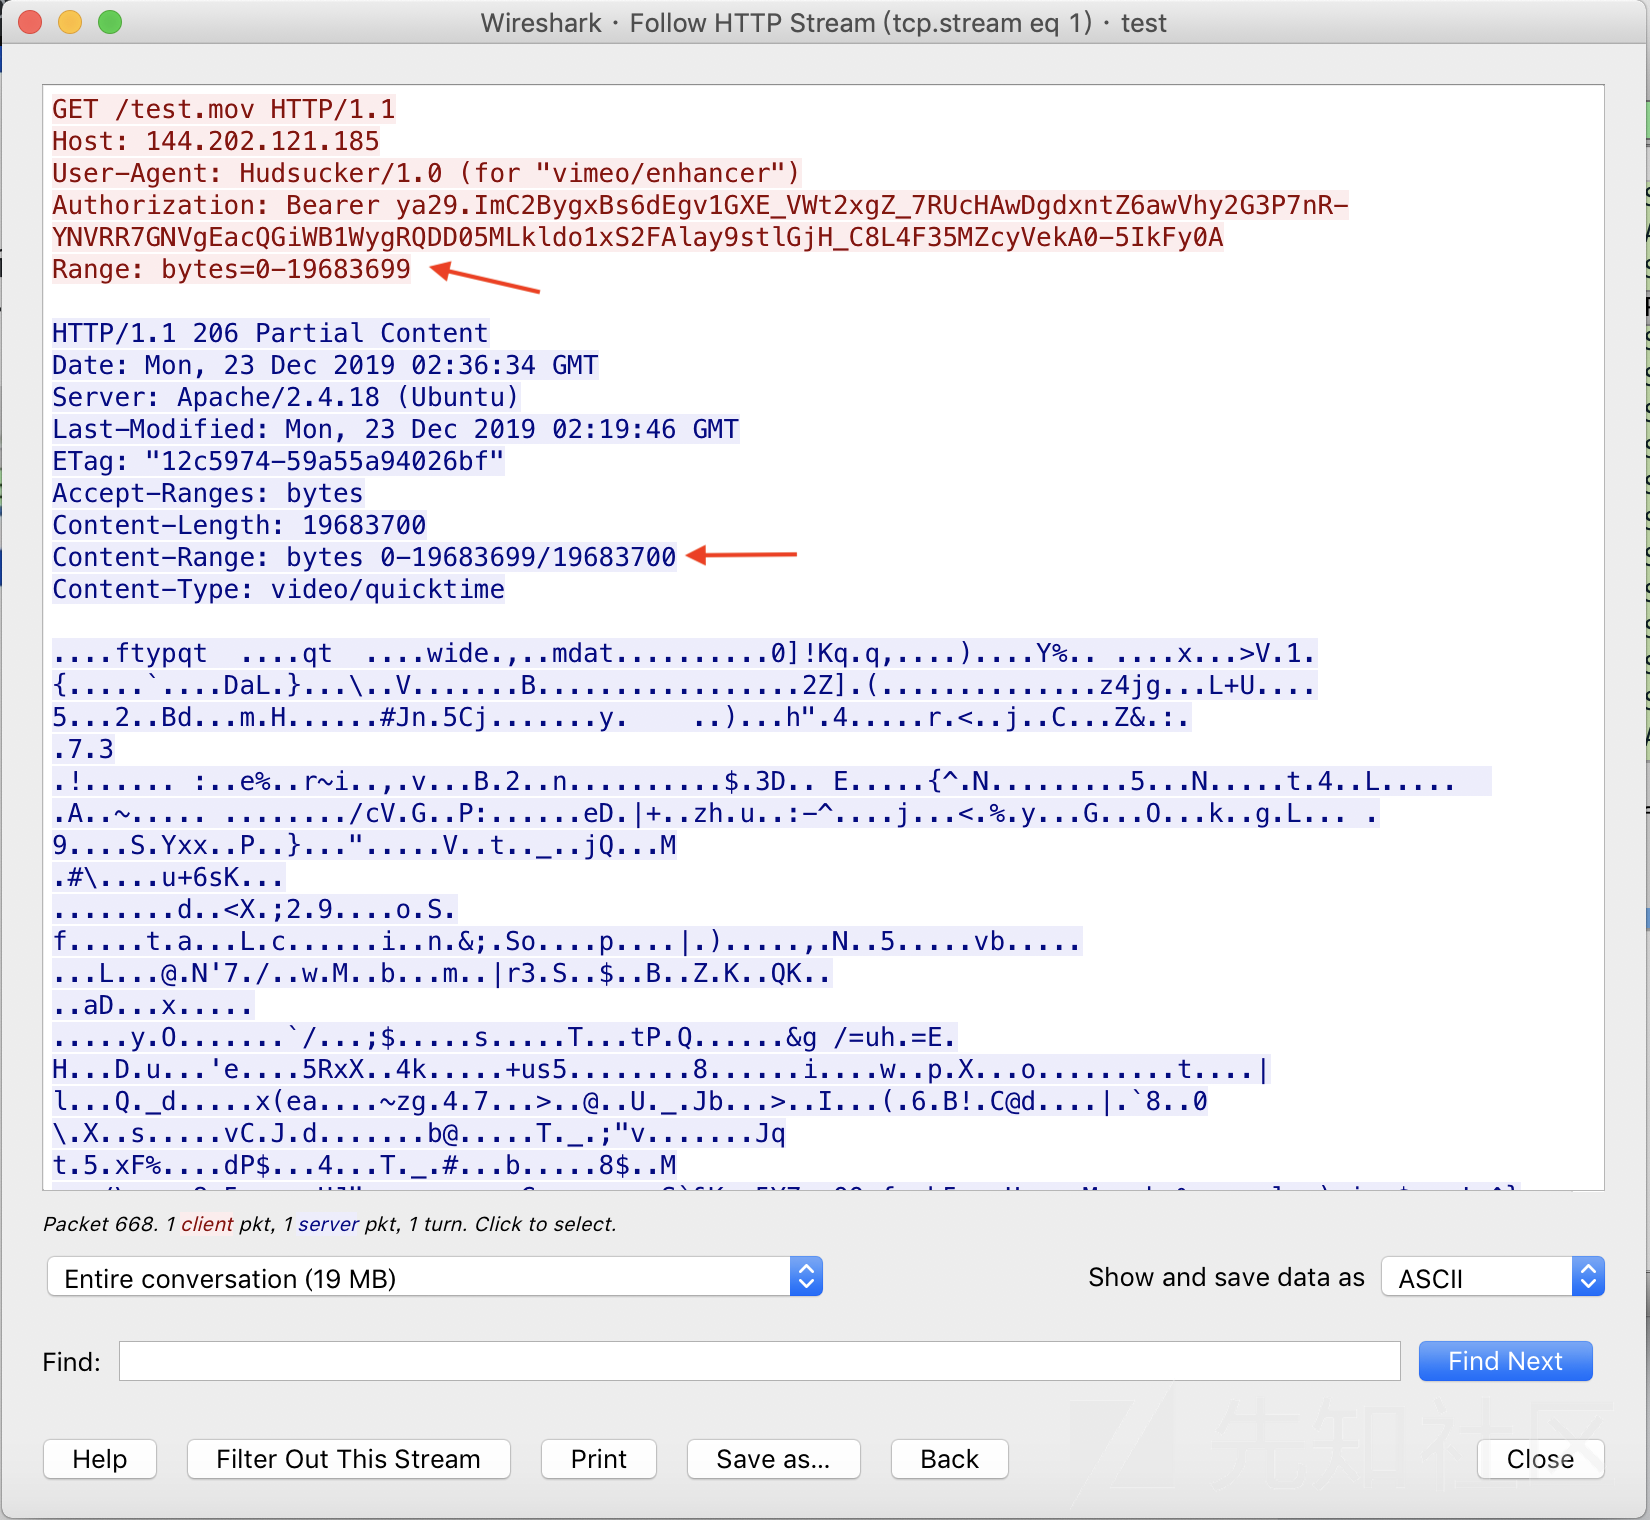 Wireshark · Follow HTTP Stream (tcp.stream eq 1) · test
GET /test.mov HTTP/1.1
Host: 144.202.121.185
User-Agent: Hudsucker/1.0 (for "vimeo/enhancer")
Authorization: Bearer ya29.ImC2BygxBs6dEgv1GXE_VWt2xgZ_7RUcHAwDgdxntZ6awVhy2G3P7nR-
YNVRR7GNVgEacQGiWB1WygRQDD05MLkldo1xS2FAlay9stlGjH_C8L4F35MZcyVekA0-5IkFy0A
Range: bytes=0-19683699
HTTP/1.1 206 Partial Content
Date: Mon, 23 Dec 2019 02:36:34 GMT
Server: Apache/2.4.18 (Ubuntu)
Last-Modified: Mon, 23 Dec 2019 02:19:46 GMT
ETag: "12c5974-59a55a94026bf"
Accept-Ranges: bytes
Content-Length: 19683700
Content-Range: bytes 0-19683699/19683700
Content-Type: video/quicktime
....ftypqt  ....qt  ....wide.,..mdat..........0]!Kq.q,....)....Y%.. ....x...>V.1.
{.....`....DaL.}...\..V.......B.................2Z].(..............z4jg...L+U....
5...2..Bd...m.H......#Jn.5Cj.......y.    ..)...h".4.....r.<..j..C...Z&.:.
.7.3
.!...... :..e%..r~i..,.v...B.2..n..........$.3D.. E.....{^.N.........5...N.....t.4..L.....
.A..~..... ......../cV.G..P:......eD.|+..zh.u..:-^....j...<.%.y...G...O...k..g.L... .
9....S.Yxx..P..}...".....V..t.._..jQ...M
.#\....u+6sK...
........d..<X.;2.9....o.S.
f.....t.a...L.c......i..n.&;.So....p....|.).....,.N..5.....vb.....
...L...@.N'7./..w.M..b...m..|r3.S..$..B..Z.K..QK..
..aD...x.....
.....y.O.......`/...;$.....s.....T...tP.Q......&g /=uh.=E.
H...D.u...'e....5RxX..4k.....+us5........8......i....w..p.X...o.........t....|
l...Q._d.....x(ea....~zg.4.7...>..@..U._.Jb...>..I...(.6.B!.C@d....|.`8..0
\.X..s.....vC.J.d.......b@.....T._.;"v.......Jq
t.5.xF%....dP$...4...T._.#...b.....8$..M
Packet 668. 1 client pkt, 1 server pkt, 1 turn. Click to select.
Entire conversation (19 MB)
Show and save data as
ASCII
Find:
Find Next
Help
Filter Out This Stream
Print
Save as...
Back
Close
先知社区